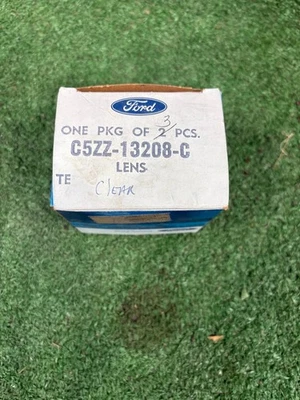 Ford
3
ONE PKG OF 2 PCS.
C5ZZ-13208-C
LENS
TE
Clear